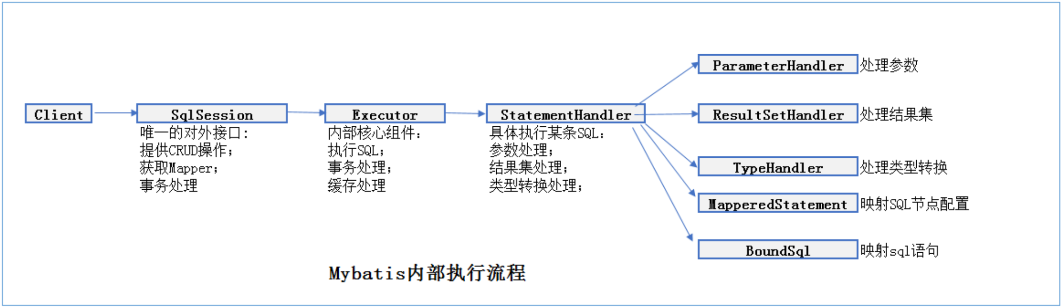 Client
SqlSession
唯一的对外接口:
提供CRUD操作；
获取Mapper；
事务处理
Executor
内部核心组件：
执行SQL；
事务处理；
缓存处理
StatementHandler
具体执行某条SQL：
参数处理；
结果集处理；
类型转换处理；
ParameterHandler 处理参数
ResultSetHandler 处理结果集
TypeHandler 处理类型转换
MapperedStatement 映射SQL节点配置
BoundSql 映射sql语句
Mybatis内部执行流程